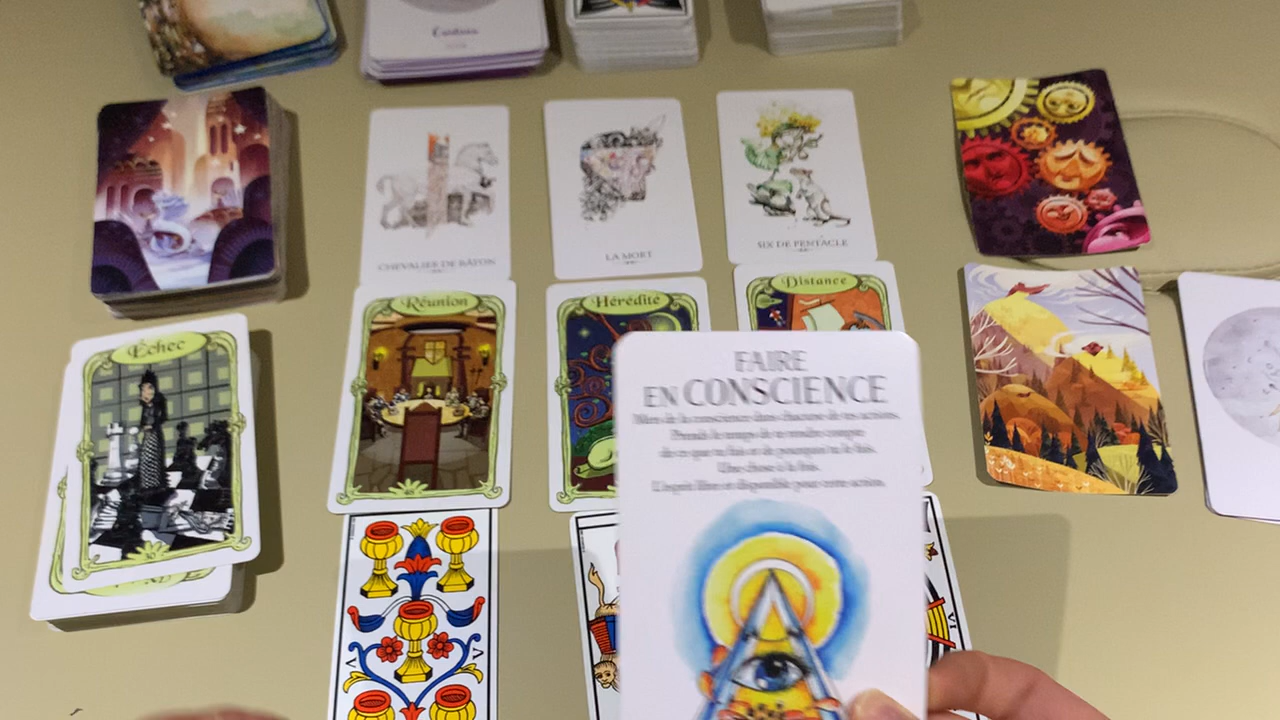 CHEVALIER DE BÂTON
LA MORT
SIX DE PENTACLE
Échec
Réunion
Hérédité
Distance
FAIRE
EN CONSCIENCE
Mets de la conscience dans chacune de tes actions.
Prends le temps de te rendre compte
de ce que tu fais et de pourquoi tu le fais.
Une chose à la fois.
L'esprit libre et disponible pour cette action.
V
V
VI